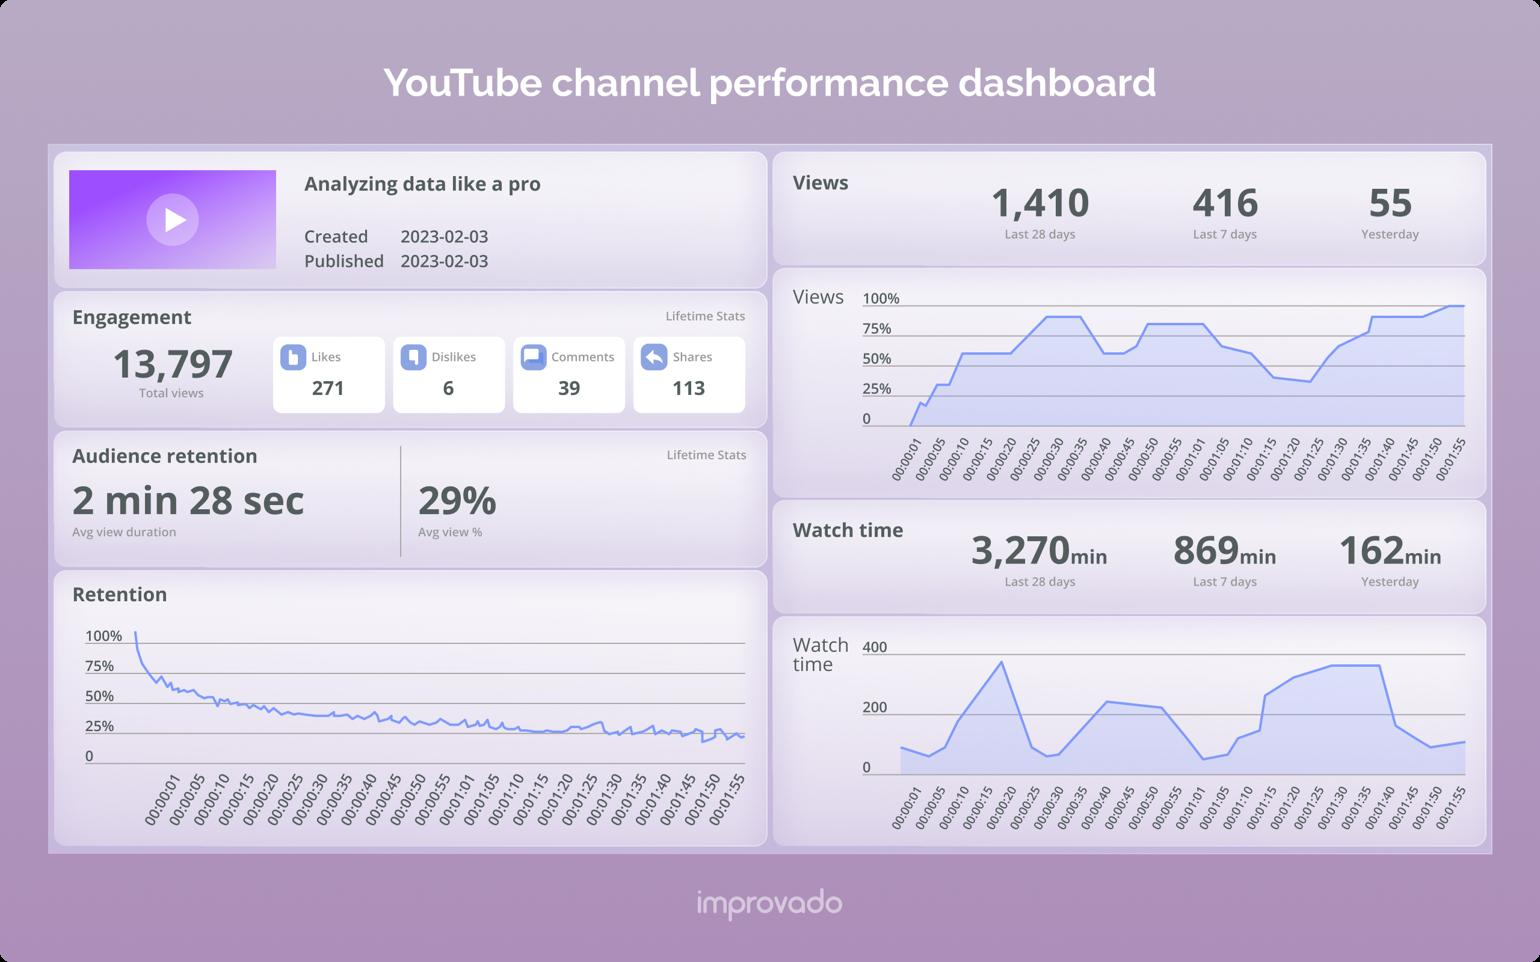 YouTube channel performance dashboard
Analyzing data like a pro
Created 2023-02-03
Published 2023-02-03
Engagement
Lifetime Stats
13,797
Total views
Likes
271
Dislikes
6
Comments
39
Shares
113
Audience retention
Lifetime Stats
2 min 28 sec
Avg view duration
29%
Avg view %
Retention
100%
75%
50%
25%
0
00:00:01
00:00:05
00:00:10
00:00:15
00:00:20
00:00:25
00:00:30
00:00:35
00:00:40
00:00:45
00:00:50
00:00:55
00:01:01
00:01:05
00:01:10
00:01:15
00:01:20
00:01:25
00:01:30
00:01:35
00:01:40
00:01:45
00:01:50
00:01:55
Views
1,410
Last 28 days
416
Last 7 days
55
Yesterday
Views
100%
75%
50%
25%
0
00:00:01
00:00:05
00:00:10
00:00:15
00:00:20
00:00:25
00:00:30
00:00:35
00:00:40
00:00:45
00:00:50
00:00:55
00:01:01
00:01:05
00:01:10
00:01:15
00:01:20
00:01:25
00:01:30
00:01:35
00:01:40
00:01:45
00:01:50
00:01:55
Watch time
3,270min
Last 28 days
869min
Last 7 days
162min
Yesterday
Watch
time
400
200
0
00:00:01
00:00:05
00:00:10
00:00:15
00:00:20
00:00:25
00:00:30
00:00:35
00:00:40
00:00:45
00:00:50
00:00:55
00:01:01
00:01:05
00:01:10
00:01:15
00:01:20
00:01:25
00:01:30
00:01:35
00:01:40
00:01:45
00:01:50
00:01:55
improvado